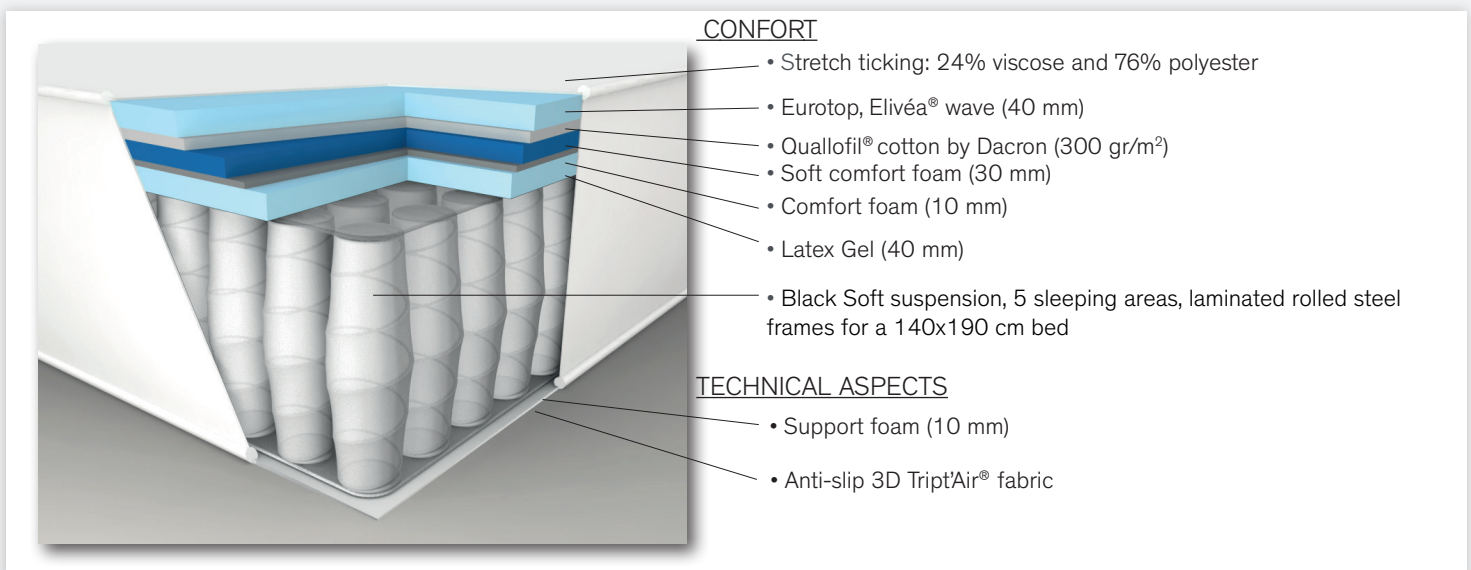 CONFORT
• Stretch ticking: 24% viscose and 76% polyester
• Eurotop, Elivéa® wave (40 mm)
• Quallofil® cotton by Dacron (300 gr/m²)
• Soft comfort foam (30 mm)
• Comfort foam (10 mm)
• Latex Gel (40 mm)
• Black Soft suspension, 5 sleeping areas, laminated rolled steel
frames for a 140x190 cm bed
TECHNICAL ASPECTS
• Support foam (10 mm)
• Anti-slip 3D Tript'Air® fabric